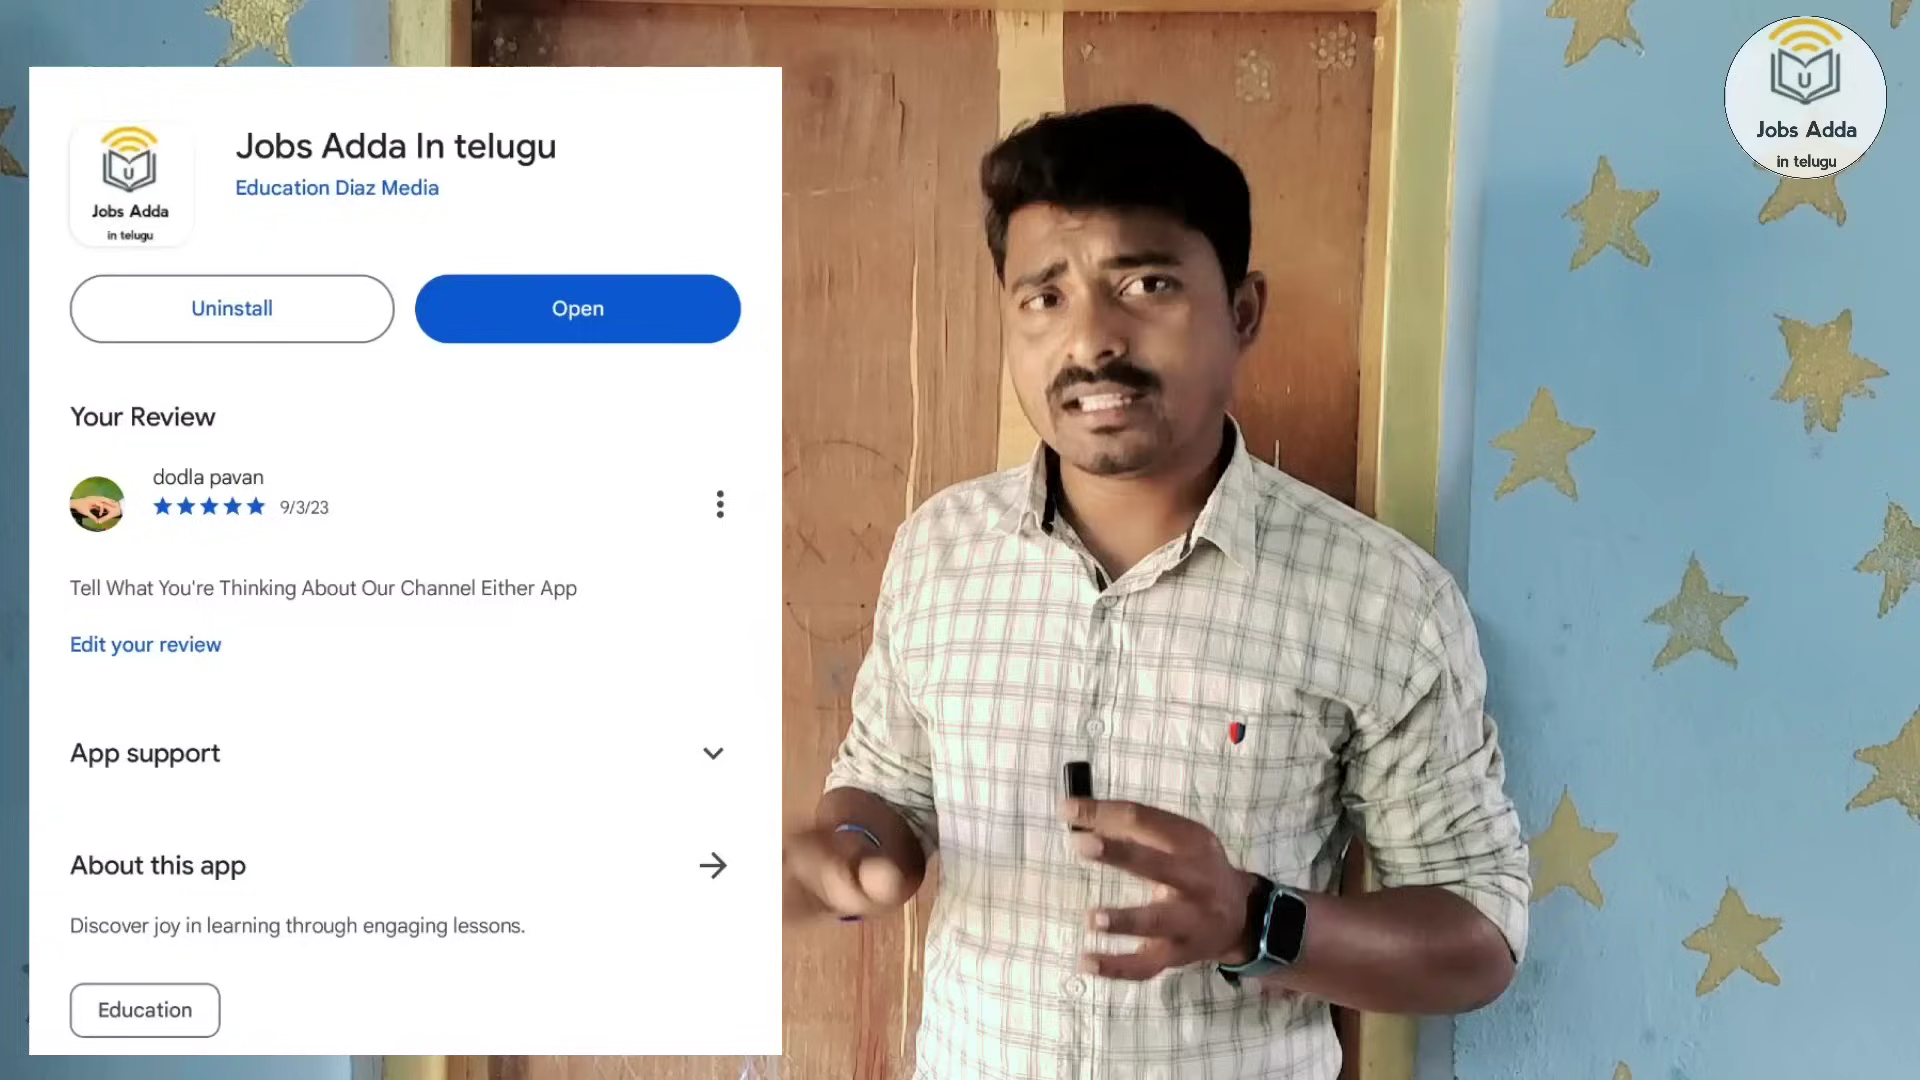 Jobs Adda
in telugu
Jobs Adda In telugu
Education Diaz Media
U
Jobs Adda
in telugu
Uninstall
Open
Your Review
dodla pavan
9/3/23
Tell What You're Thinking About Our Channel Either App
Edit your review
App support
About this app
Discover joy in learning through engaging lessons.
Education
U